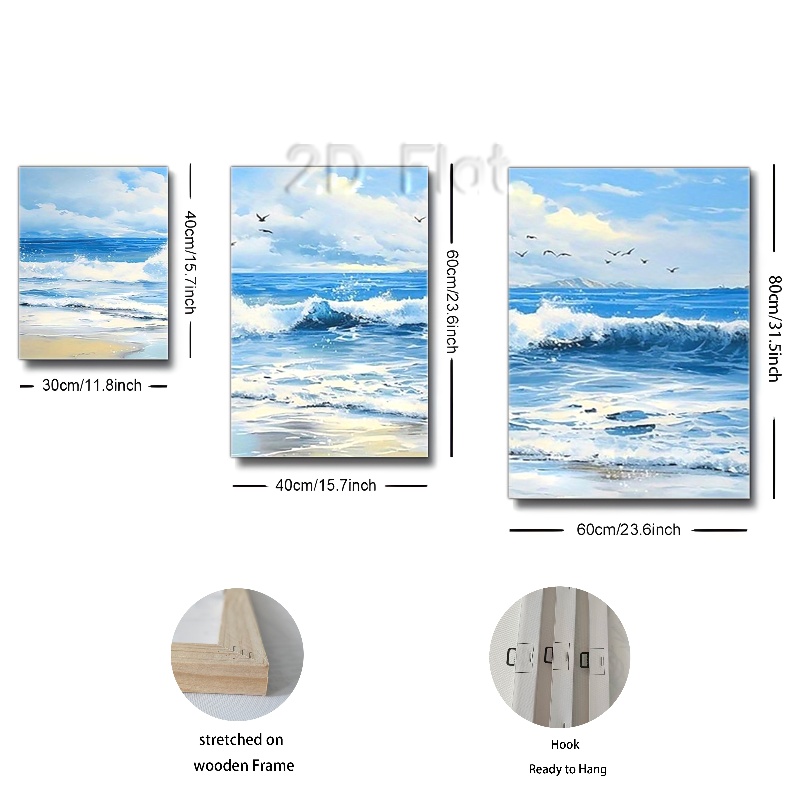 2D Flat
40cm/15.7inch
30cm/11.8inch
60cm/23.6inch
40cm/15.7inch
80cm/31.5inch
60cm/23.6inch
stretched on
wooden Frame
Hook
Ready to Hang